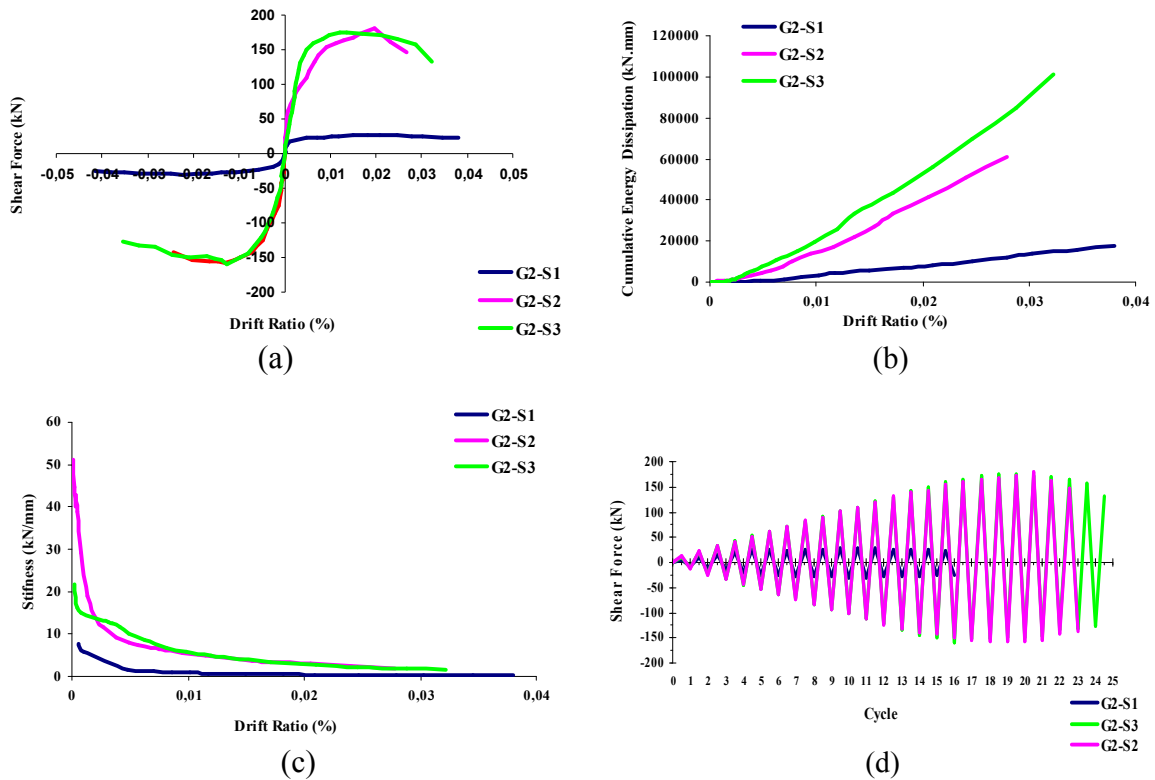 200
150
100
50
0
-50
-100
-150
-200
-0,05 -0,04 -0,03 -0,02 -0,01 0 0,01 0,02 0,03 0,04 0,05
Shear Force (kN)
Drift Ratio (%)
G2-S1
G2-S2
G2-S3
(a)
120000
100000
80000
60000
40000
20000
0
0 0,01 0,02 0,03 0,04
Cumulative Energy Dissipation (kN.mm)
Drift Ratio (%)
G2-S1
G2-S2
G2-S3
(b)
60
50
40
30
20
10
0
0 0,01 0,02 0,03 0,04
Stifness (kN/mm)
Drift Ratio (%)
G2-S1
G2-S2
G2-S3
(c)
200
150
100
50
0
-50
-100
-150
-200
0 1 2 3 4 5 6 7 8 9 10 11 12 13 14 15 16 17 18 19 20 21 22 23 24 25
Shear Force (kN)
Cycle
G2-S1
G2-S3
G2-S2
(d)